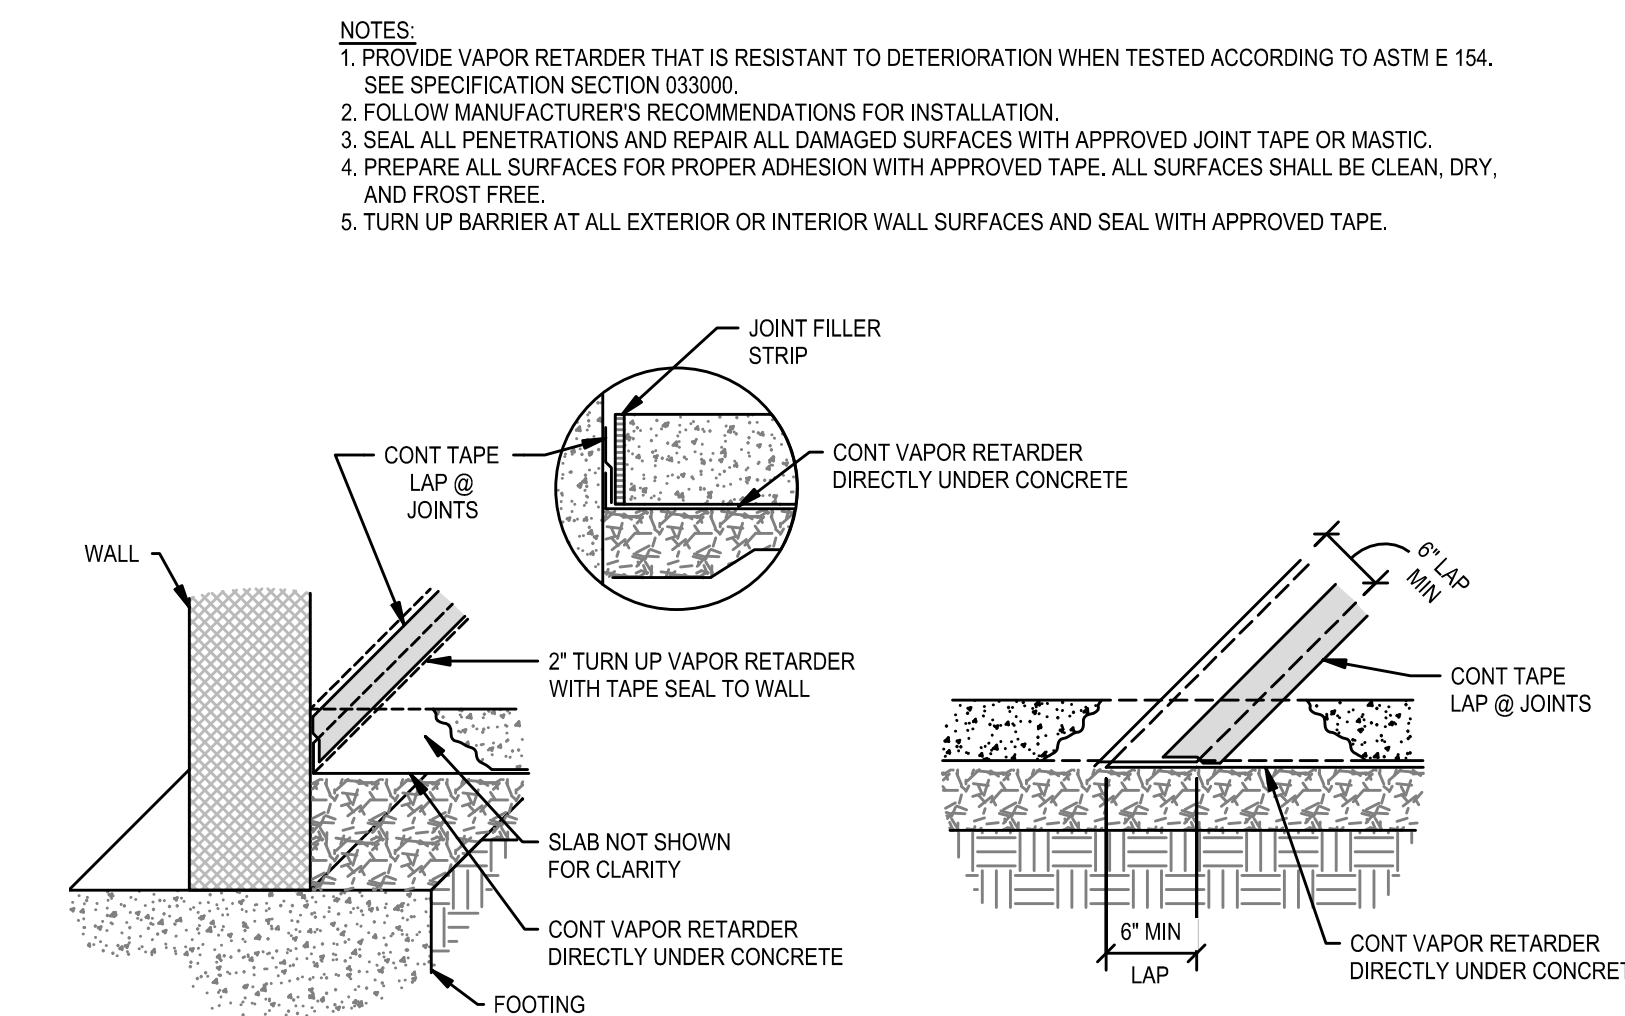 NOTES:
1. PROVIDE VAPOR RETARDER THAT IS RESISTANT TO DETERIORATION WHEN TESTED ACCORDING TO ASTM E 154.
SEE SPECIFICATION SECTION 033000.
2. FOLLOW MANUFACTURER'S RECOMMENDATIONS FOR INSTALLATION.
3. SEAL ALL PENETRATIONS AND REPAIR ALL DAMAGED SURFACES WITH APPROVED JOINT TAPE OR MASTIC.
4. PREPARE ALL SURFACES FOR PROPER ADHESION WITH APPROVED TAPE. ALL SURFACES SHALL BE CLEAN, DRY,
AND FROST FREE.
5. TURN UP BARRIER AT ALL EXTERIOR OR INTERIOR WALL SURFACES AND SEAL WITH APPROVED TAPE.
JOINT FILLER
STRIP
CONT TAPE
LAP @
JOINTS
CONT VAPOR RETARDER
DIRECTLY UNDER CONCRETE
WALL
2" TURN UP VAPOR RETARDER
WITH TAPE SEAL TO WALL
SLAB NOT SHOWN
FOR CLARITY
CONT VAPOR RETARDER
DIRECTLY UNDER CONCRETE
FOOTING
6" LAP
MIN
CONT TAPE
LAP @ JOINTS
6" MIN
LAP
CONT VAPOR RETARDER
DIRECTLY UNDER CONCRET